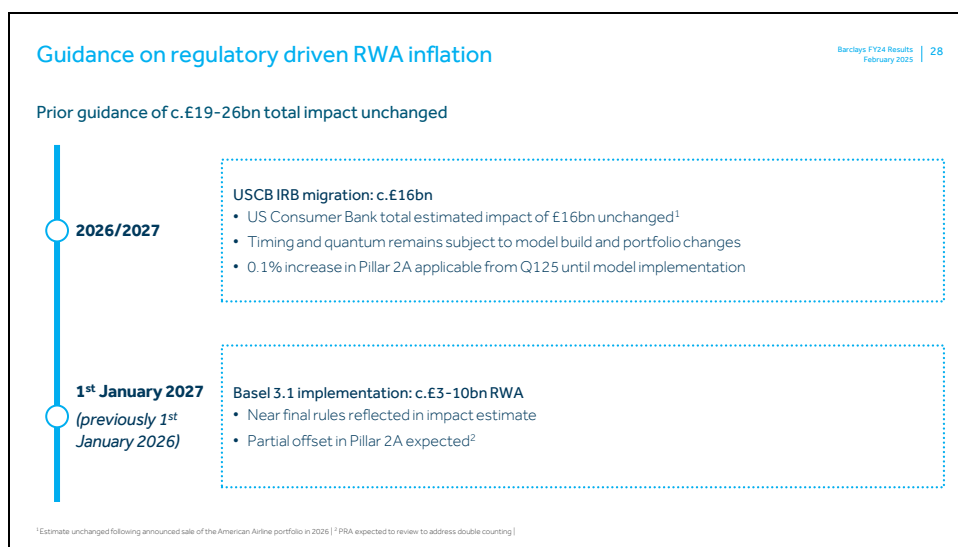 Guidance on regulatory driven RWA inflation
Barclays FY24 Results
February 2025
28
Prior guidance of c.£19-26bn total impact unchanged
2026/2027
USCB IRB migration: c.£16bn
• US Consumer Bank total estimated impact of £16bn unchanged¹
• Timing and quantum remains subject to model build and portfolio changes
• 0.1% increase in Pillar 2A applicable from Q125 until model implementation
1st January 2027
(previously 1st
January 2026)
Basel 3.1 implementation: c.£3-10bn RWA
• Near final rules reflected in impact estimate
• Partial offset in Pillar 2A expected²
¹ Estimate unchanged following announced sale of the American Airline portfolio in 2026 | ² PRA expected to review to address double counting |